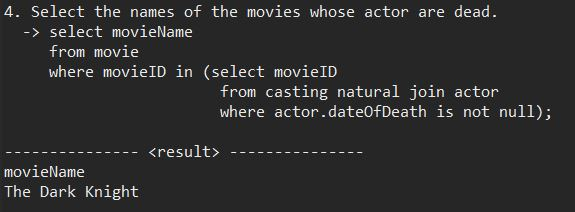 4. Select the names of the movies whose actor are dead.
-> select movieName
from movie
where movieID in (select movieID
from casting natural join actor
where actor.dateOfDeath is not null);
--------------- <result> ---------------
movieName
The Dark Knight